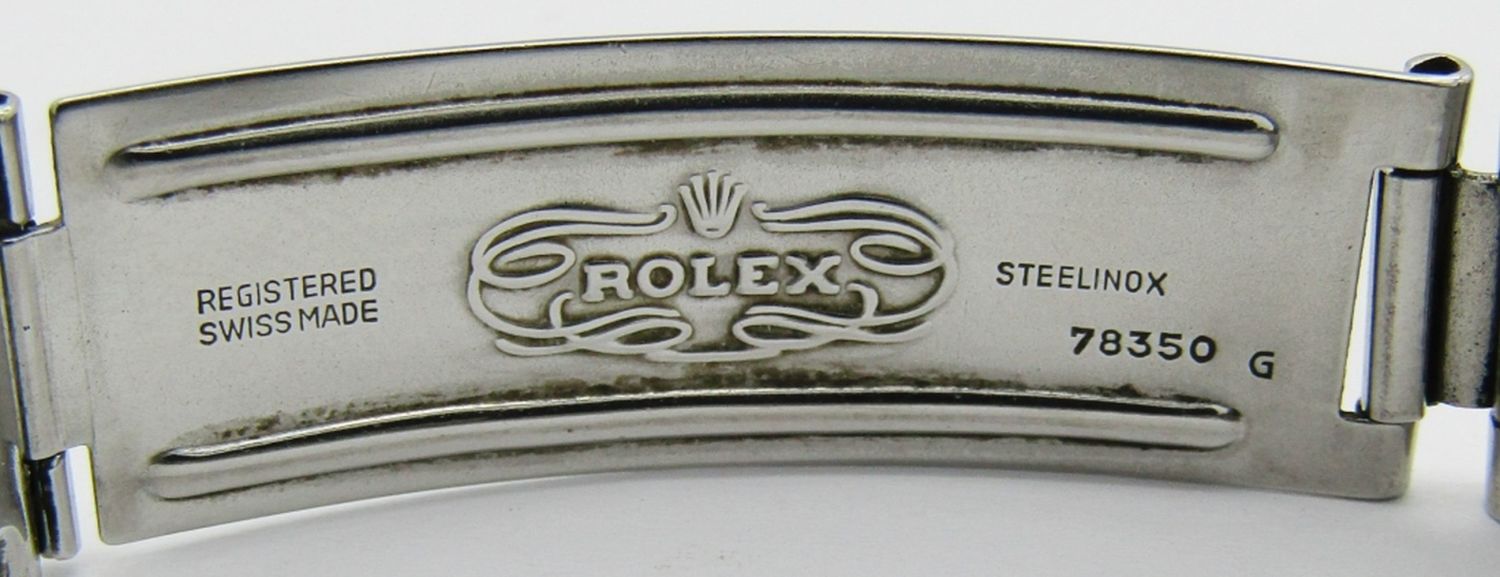 REGISTERED
SWISS MADE
ROLEX
STEELINOX
78350 G